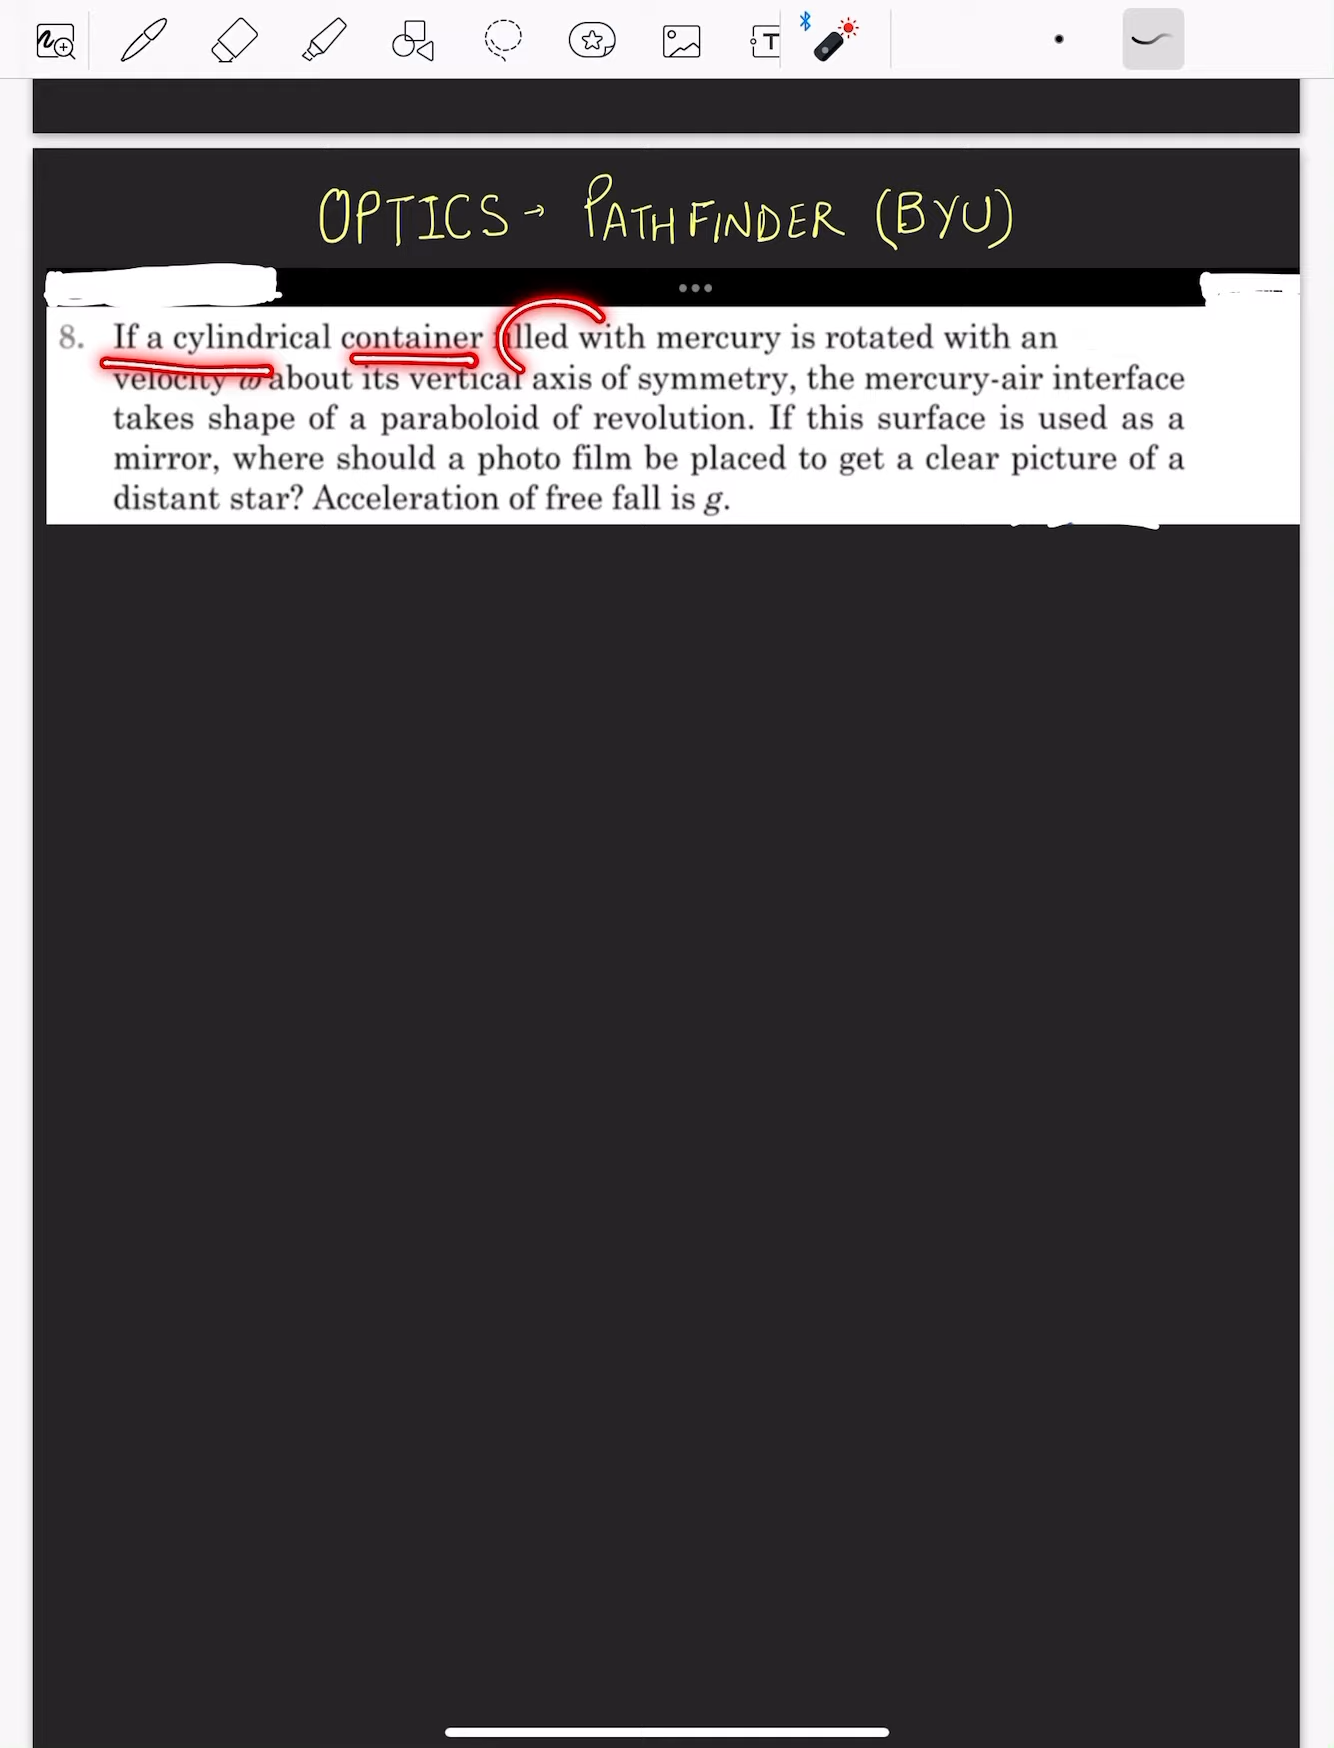 T
OPTICS → PATHFINDER (BYU)
8. If a cylindrical container filled with mercury is rotated with an
velocity ω about its vertical axis of symmetry, the mercury-air interface
takes shape of a paraboloid of revolution. If this surface is used as a
mirror, where should a photo film be placed to get a clear picture of a
distant star? Acceleration of free fall is g.